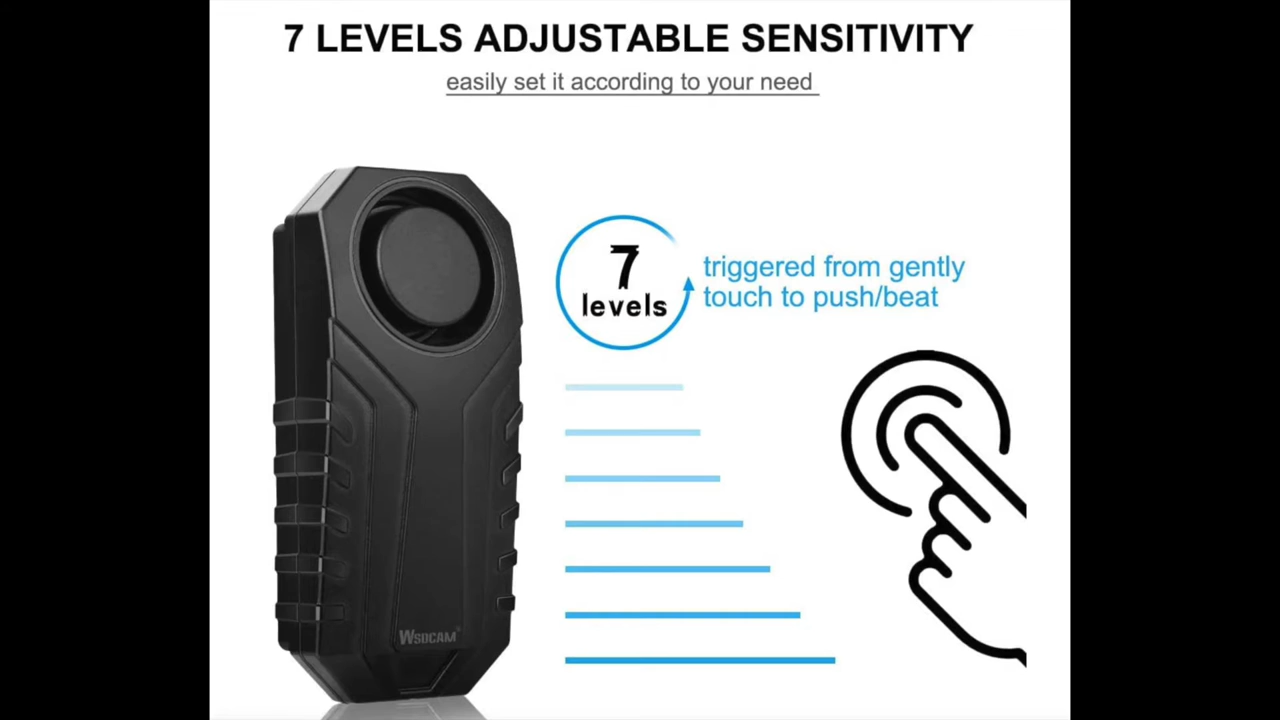 7 LEVELS ADJUSTABLE SENSITIVITY
easily set it according to your need
7
levels
triggered from gently
touch to push/beat
WSDCAM